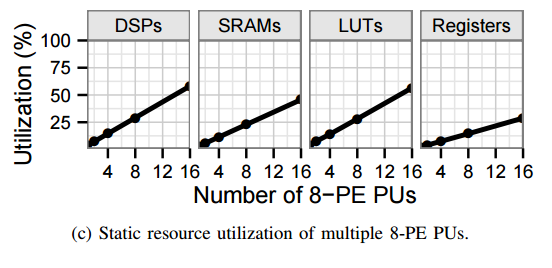 DSPs SRAMs LUTs Registers
Utilization (%)
100
75
50
25
4 8 12 16 4 8 12 16 4 8 12 16 4 8 12 16
Number of 8−PE PUs
(c) Static resource utilization of multiple 8-PE PUs.